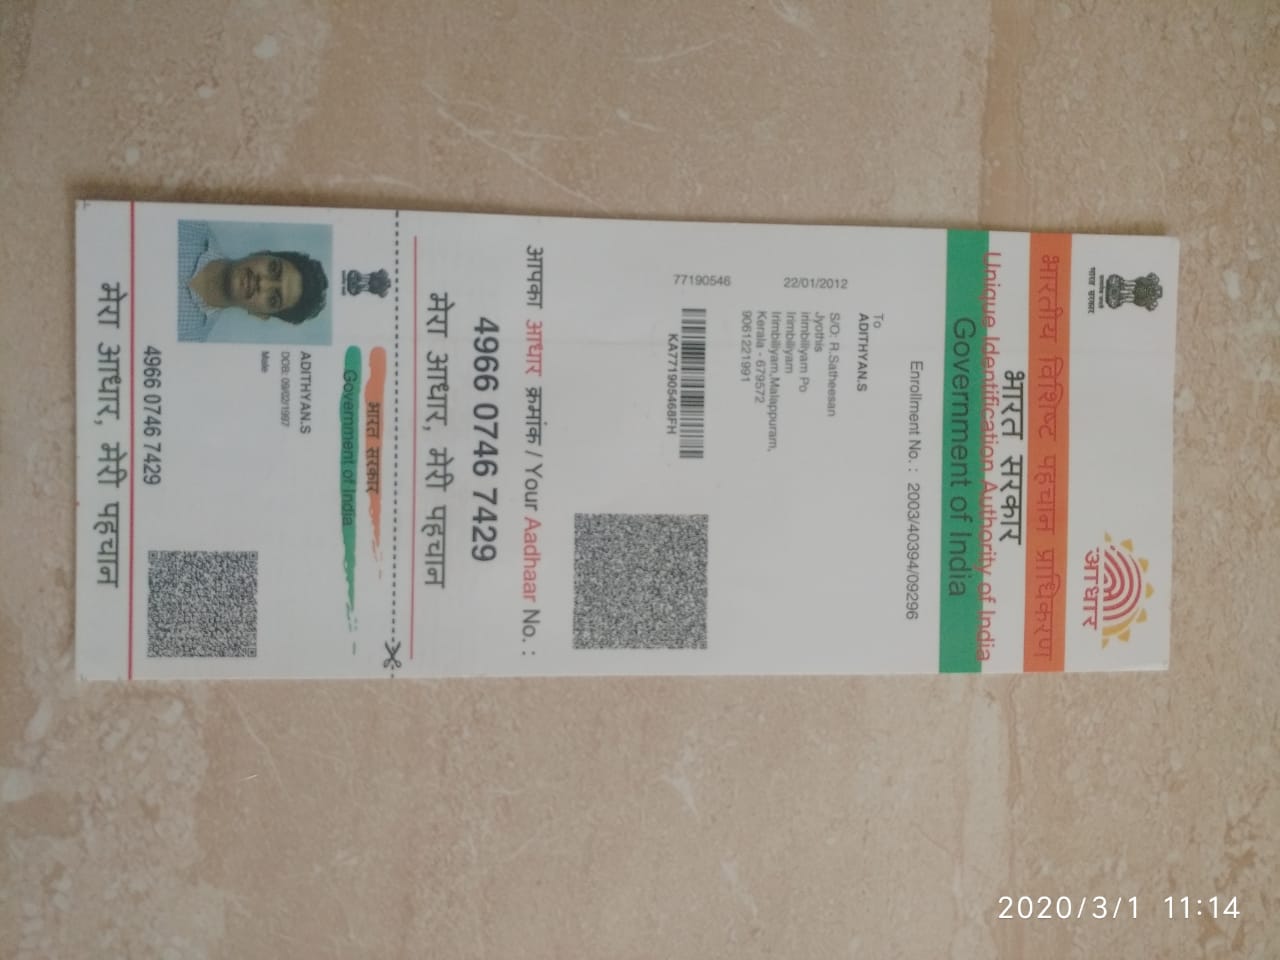 भारत सरकार
आधार
भारतीय विशिष्ट पहचान प्राधिकरण
भारत सरकार
Unique Identification Authority of India
Government of India
Enrollment No. : 2003/40394/09296
To
ADITHYAN.S
S/O: R.Satheesan
Jyothis
Irimbiliyam Po
Irimbiliyam
Irimbiliyam,Malappuram,
Kerala - 679572
9061221991
22/01/2012
77190546
KA771905468FH
आपका आधार क्रमांक / Your Aadhaar No. :
4966 0746 7429
मेरा आधार, मेरी पहचान
भारत सरकार
Government of India
ADITHYAN.S
DOB: 09/02/1997
Male
4966 0746 7429
मेरा आधार, मेरी पहचान
2020/3/1 11:14